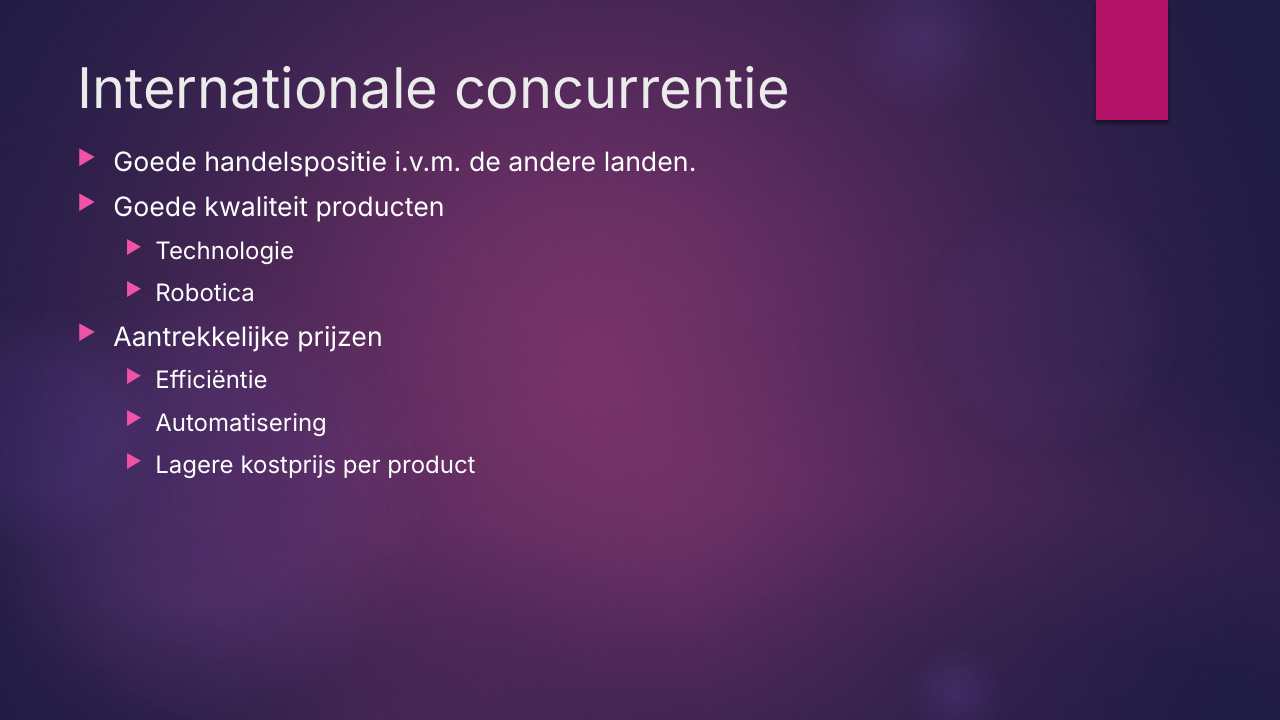 Internationale concurrentie
Goede handelspositie i.v.m. de andere landen.
Goede kwaliteit producten
Technologie
Robotica
Aantrekkelijke prijzen
Efficiëntie
Automatisering
Lagere kostprijs per product